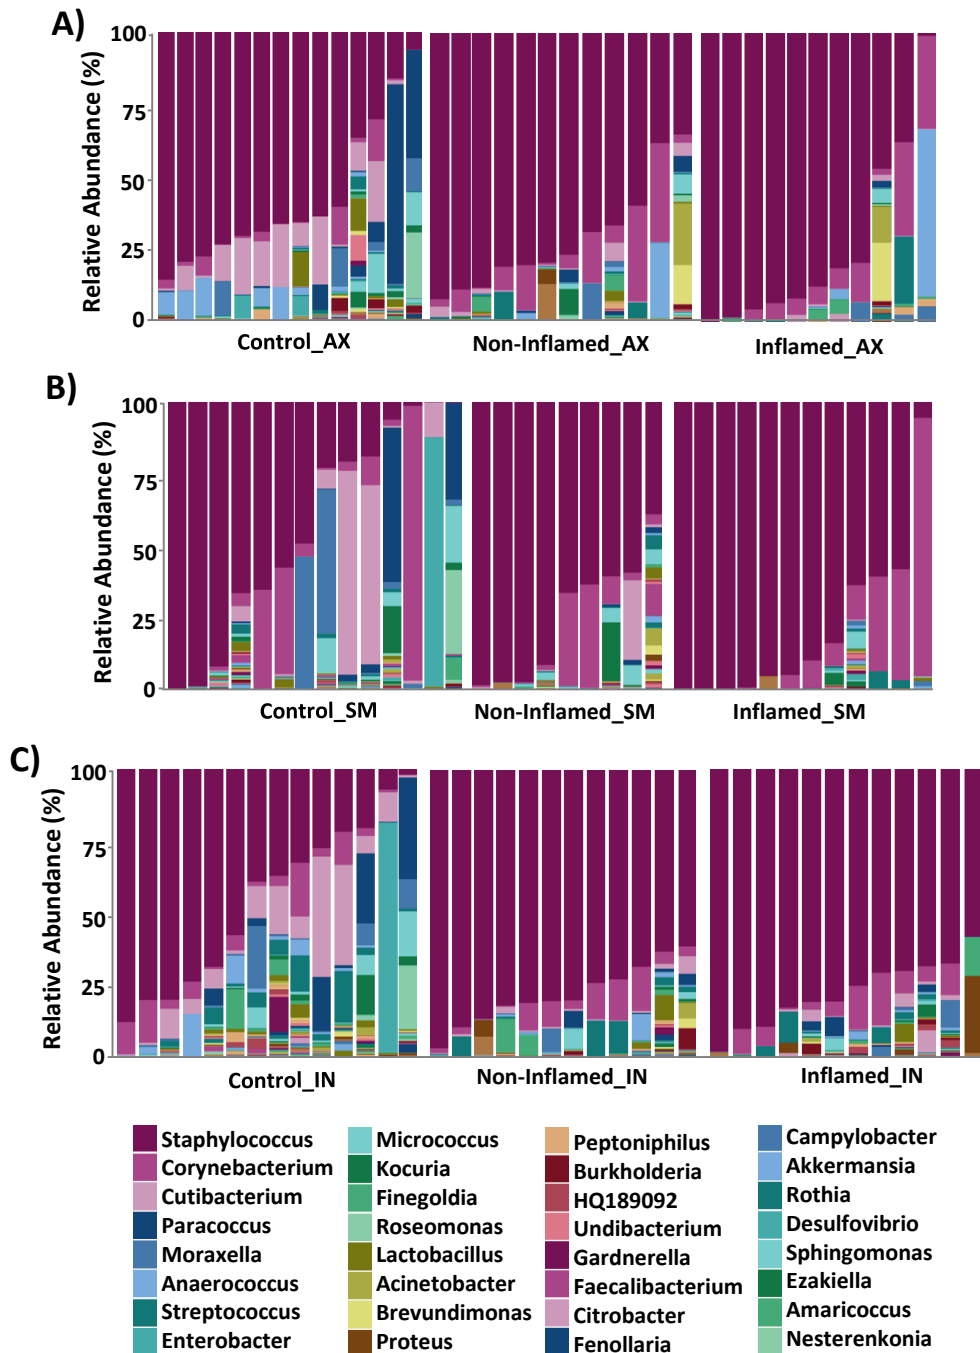 A)
Relative Abundance (%)
100
75
50
25
0
Control_AX
Non-Inflamed_AX
Inflamed_AX
B)
Relative Abundance (%)
100
75
50
25
0
Control_SM
Non-Inflamed_SM
Inflamed_SM
C)
Relative Abundance (%)
100
75
50
25
0
Control_IN
Non-Inflamed_IN
Inflamed_IN
Staphylococcus
Corynebacterium
Cutibacterium
Paracoccus
Moraxella
Anaerococcus
Streptococcus
Enterobacter
Micrococcus
Kocuria
Finegoldia
Roseomonas
Lactobacillus
Acinetobacter
Brevundimonas
Proteus
Peptoniphilus
Burkholderia
HQ189092
Undibacterium
Gardnerella
Faecalibacterium
Citrobacter
Fenollaria
Campylobacter
Akkermansia
Rothia
Desulfovibrio
Sphingomonas
Ezakiella
Amaricoccus
Nesterenkonia